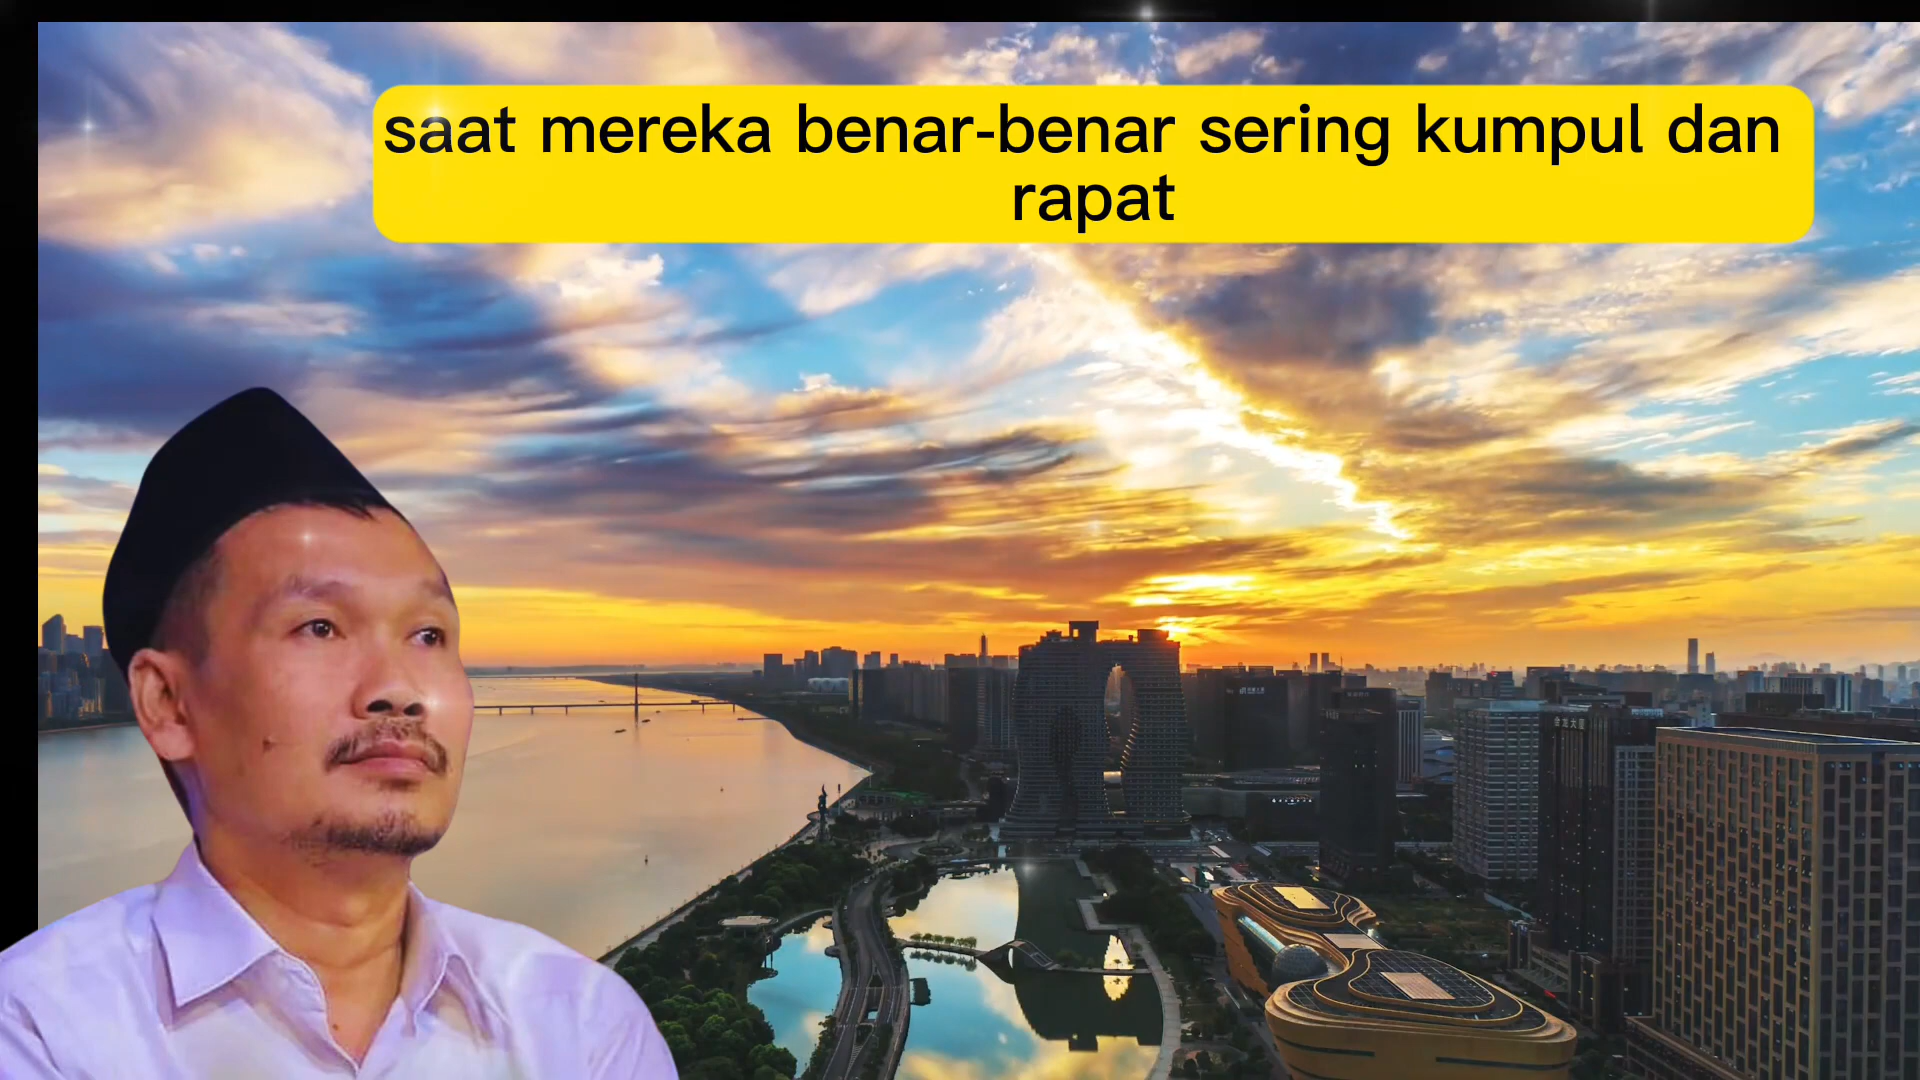 saat mereka benar-benar sering kumpul dan
rapat